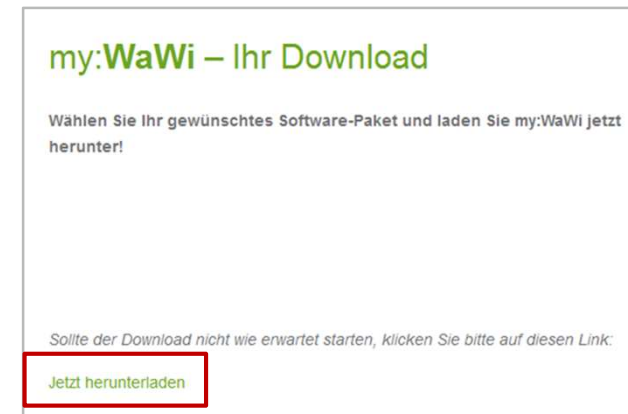 my:WaWi – Ihr Download
Wählen Sie Ihr gewünschtes Software-Paket und laden Sie my:WaWi jetzt
herunter!
Sollte der Download nicht wie erwartet starten, klicken Sie bitte auf diesen Link:
Jetzt herunterladen